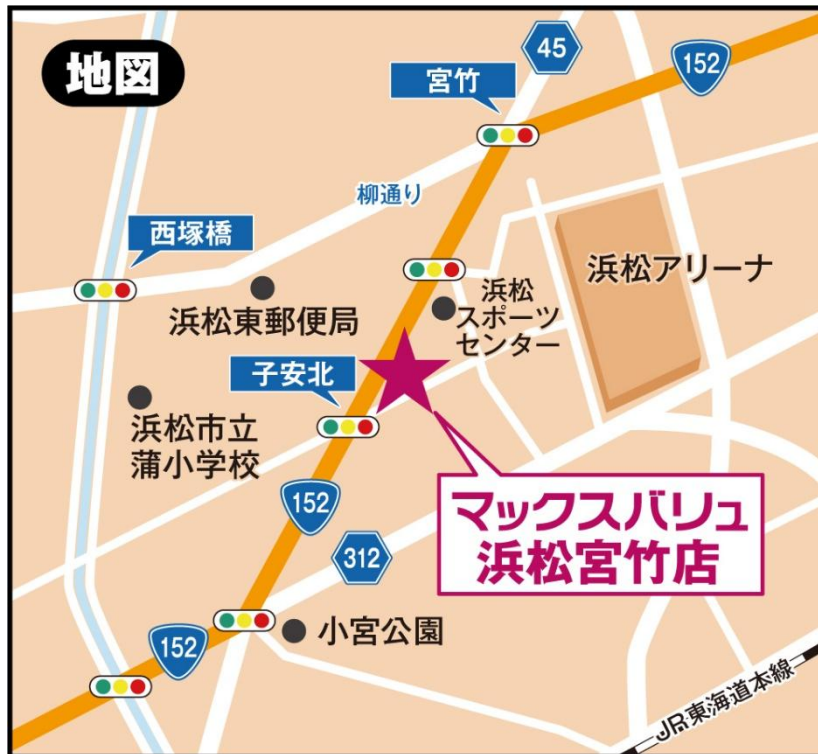 地図
45
152
宮竹
柳通り
西塚橋
浜松アリーナ
浜松
スポーツ
センター
浜松東郵便局
子安北
浜松市立
蒲小学校
マックスバリュ
浜松宮竹店
152
312
小宮公園
152
JR東海道本線